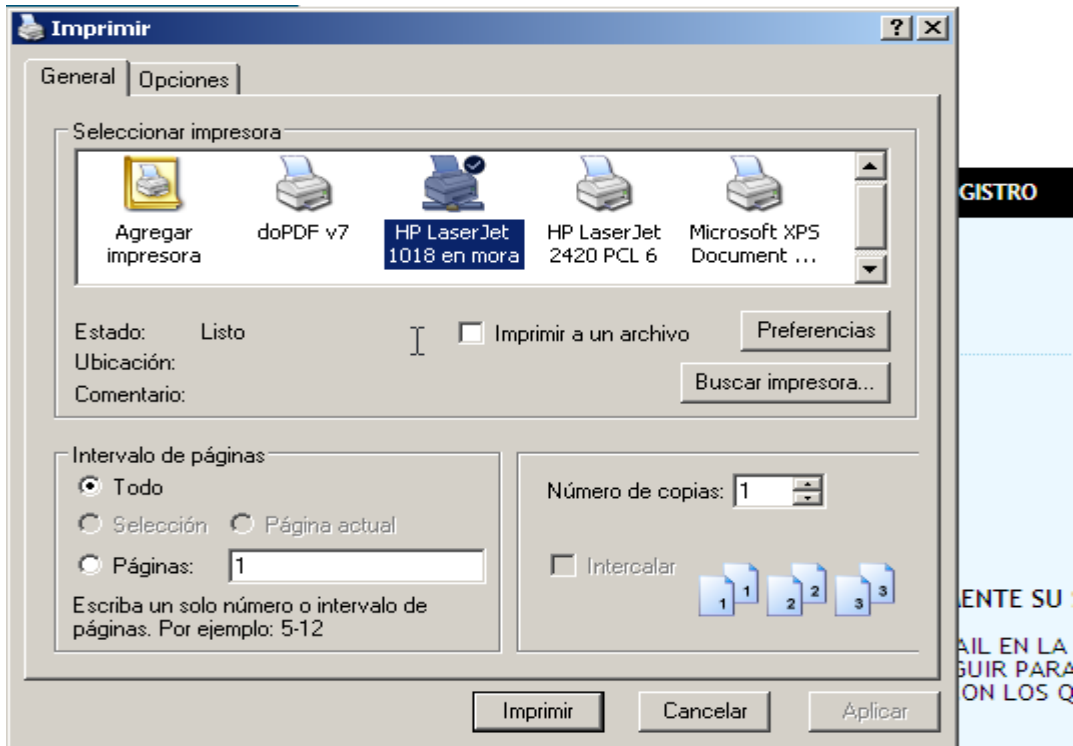 Imprimir
General
Opciones
Seleccionar impresora
Agregar impresora
doPDF v7
HP LaserJet 1018 en mora
HP LaserJet 2420 PCL 6
Microsoft XPS Document ...
Estado: Listo
Imprimir a un archivo
Preferencias
Ubicación:
Buscar impresora...
Comentario:
Intervalo de páginas
Todo
Selección
Página actual
Páginas: 1
Escriba un solo número o intervalo de
páginas. Por ejemplo: 5-12
Número de copias: 1
Intercalar
1 1 2 2 3 3
Imprimir
Cancelar
Aplicar
GISTRO
ENTE SU
AIL EN LA
GUIR PARA
ON LOS Q